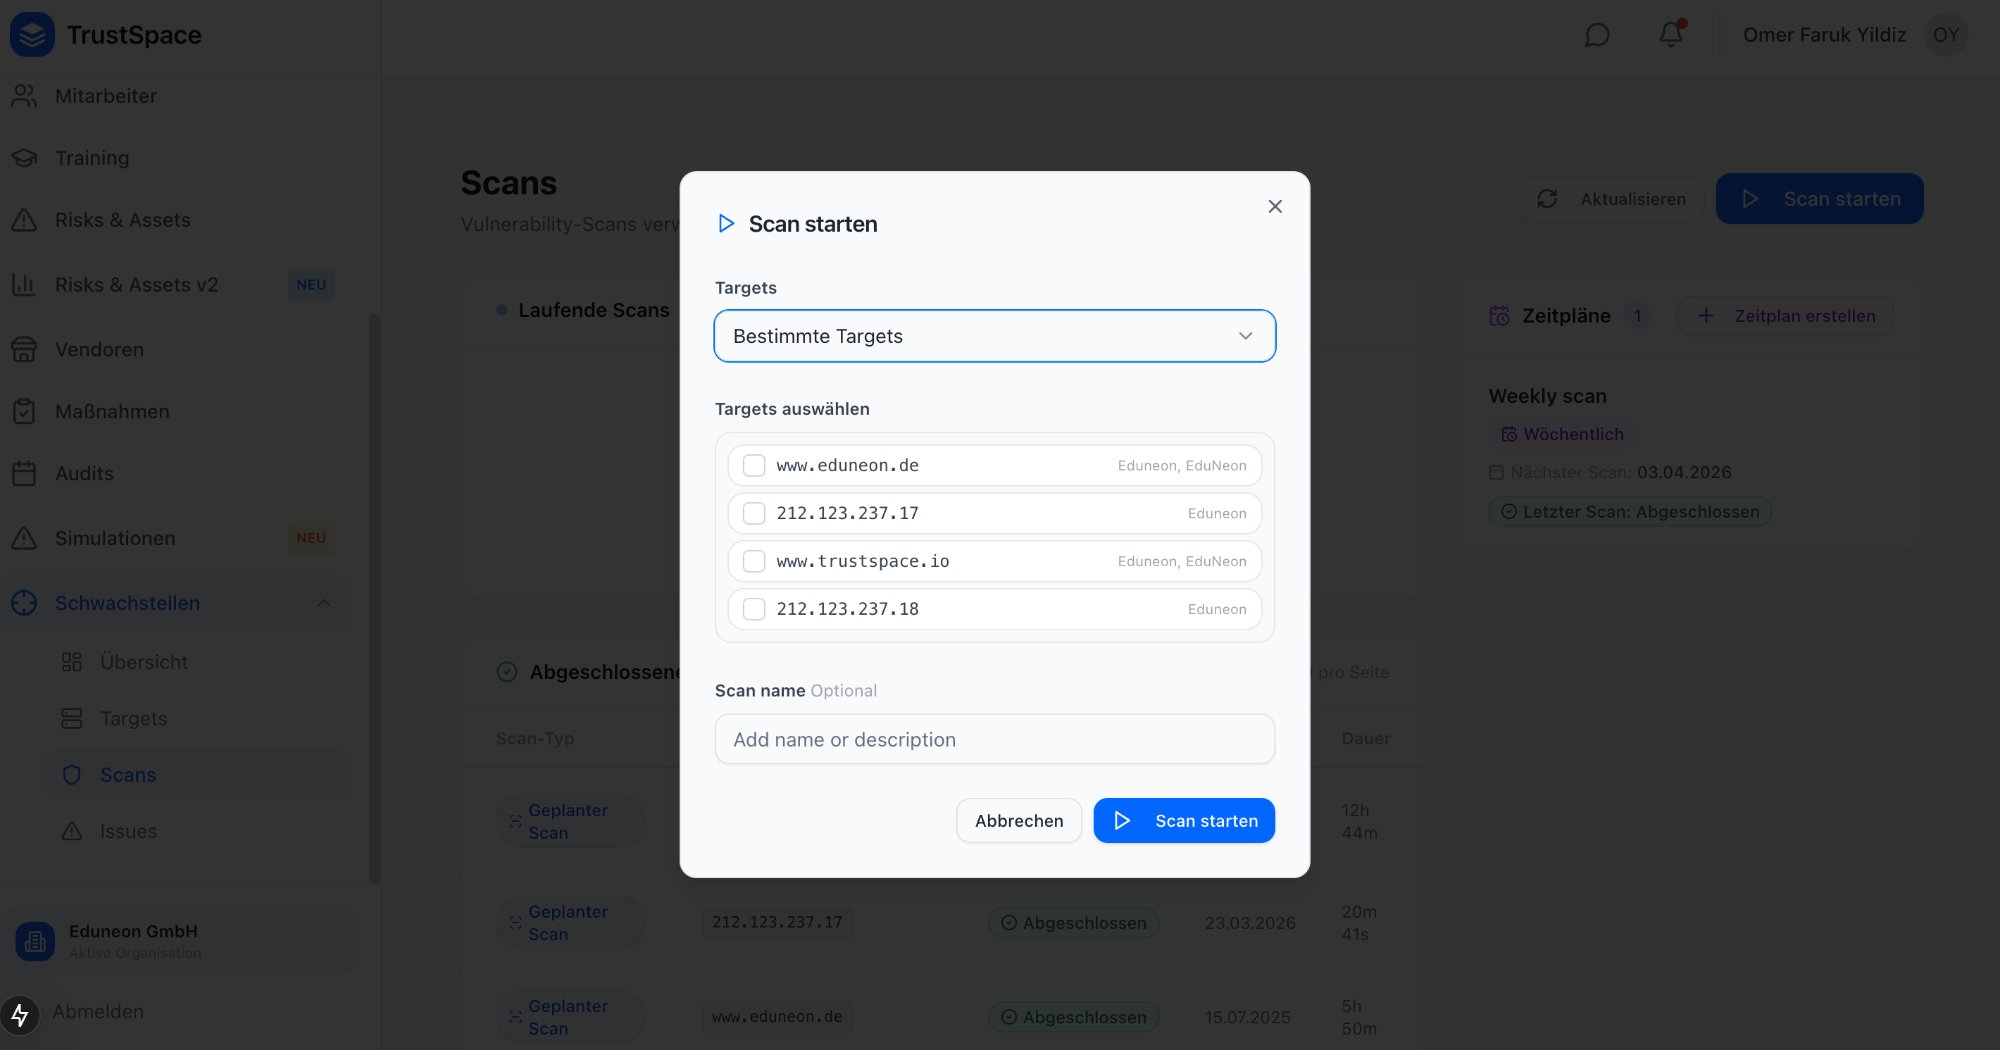 TrustSpace
Omer Faruk Yildiz
OY
Mitarbeiter
Training
Risks & Assets
Risks & Assets v2
NEU
Vendoren
Maßnahmen
Audits
Simulationen
NEU
Schwachstellen
Übersicht
Targets
Scans
Issues
Eduneon GmbH
Aktive Organisation
Abmelden
Scans
Vulnerability-Scans verw
Aktualisieren
Scan starten
Laufende Scans
Zeitpläne 1
Zeitplan erstellen
Weekly scan
Wöchentlich
Nächster Scan: 03.04.2026
Letzter Scan: Abgeschlossen
Scan starten
Targets
Bestimmte Targets
Targets auswählen
www.eduneon.de Eduneon, EduNeon
212.123.237.17 Eduneon
www.trustspace.io Eduneon, EduNeon
212.123.237.18 Eduneon
Scan name Optional
Add name or description
Abbrechen
Scan starten
Abgeschlossene
pro Seite
Scan-Typ
Dauer
Geplanter
Scan
12h
44m
Geplanter
Scan
212.123.237.17
Abgeschlossen
23.03.2026
20m
41s
Geplanter
Scan
www.eduneon.de
Abgeschlossen
15.07.2025
5h
50m